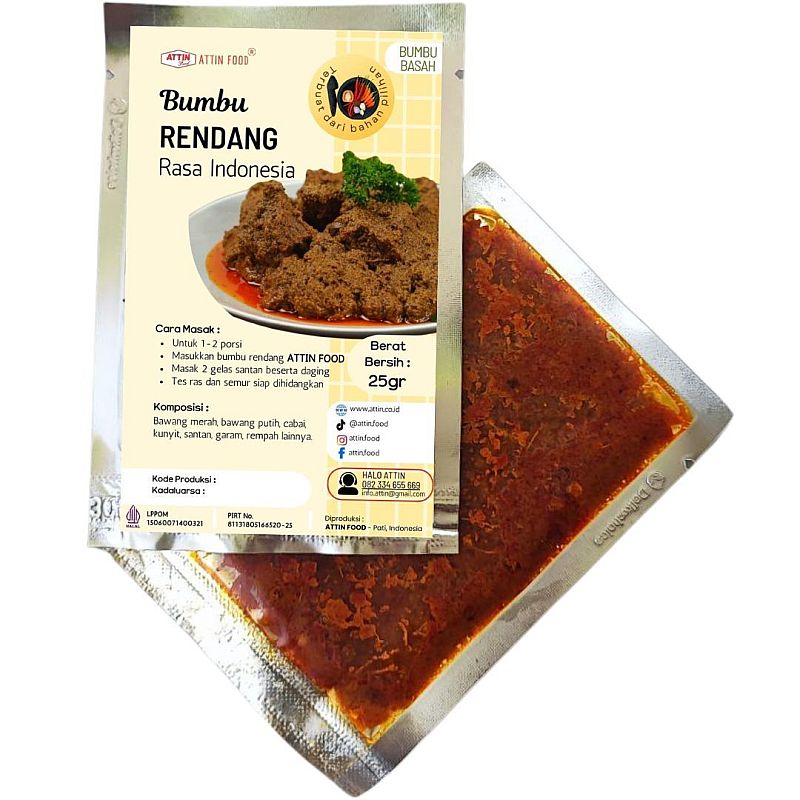 ATTIN
Food
ATTIN FOOD®
BUMBU
BASAH
Terbuat dari bahan pilihan
Bumbu
RENDANG
Rasa Indonesia
Cara Masak :
• Untuk 1 - 2 porsi
• Masukkan bumbu rendang ATTIN FOOD
• Masak 2 gelas santan beserta daging
• Tes ras dan semur siap dihidangkan
Berat
Bersih :
25gr
Komposisi :
Bawang merah, bawang putih, cabai,
kunyit, santan, garam, rempah lainnya.
www.attin.co.id
@attin.food
attin.food
attin.food
Kode Produksi :
Kadaluarsa :
HALO ATTIN
082 334 655 669
info.attin@gmail.com
HALAL
LPPOM
15060071400321
PIRT No.
81131805166520 - 25
Diproduksi :
ATTIN FOOD - Pati, Indonesia